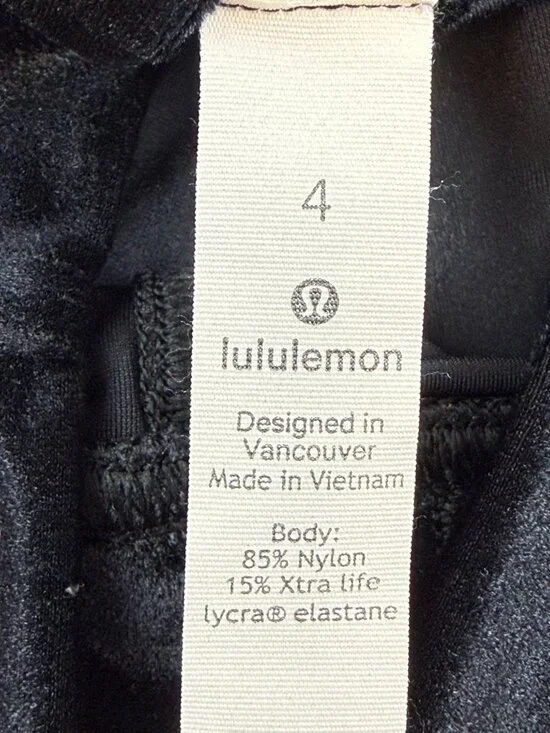 4
lululemon
Designed in
Vancouver
Made in Vietnam
Body:
85% Nylon
15% Xtra life
lycra® elastane